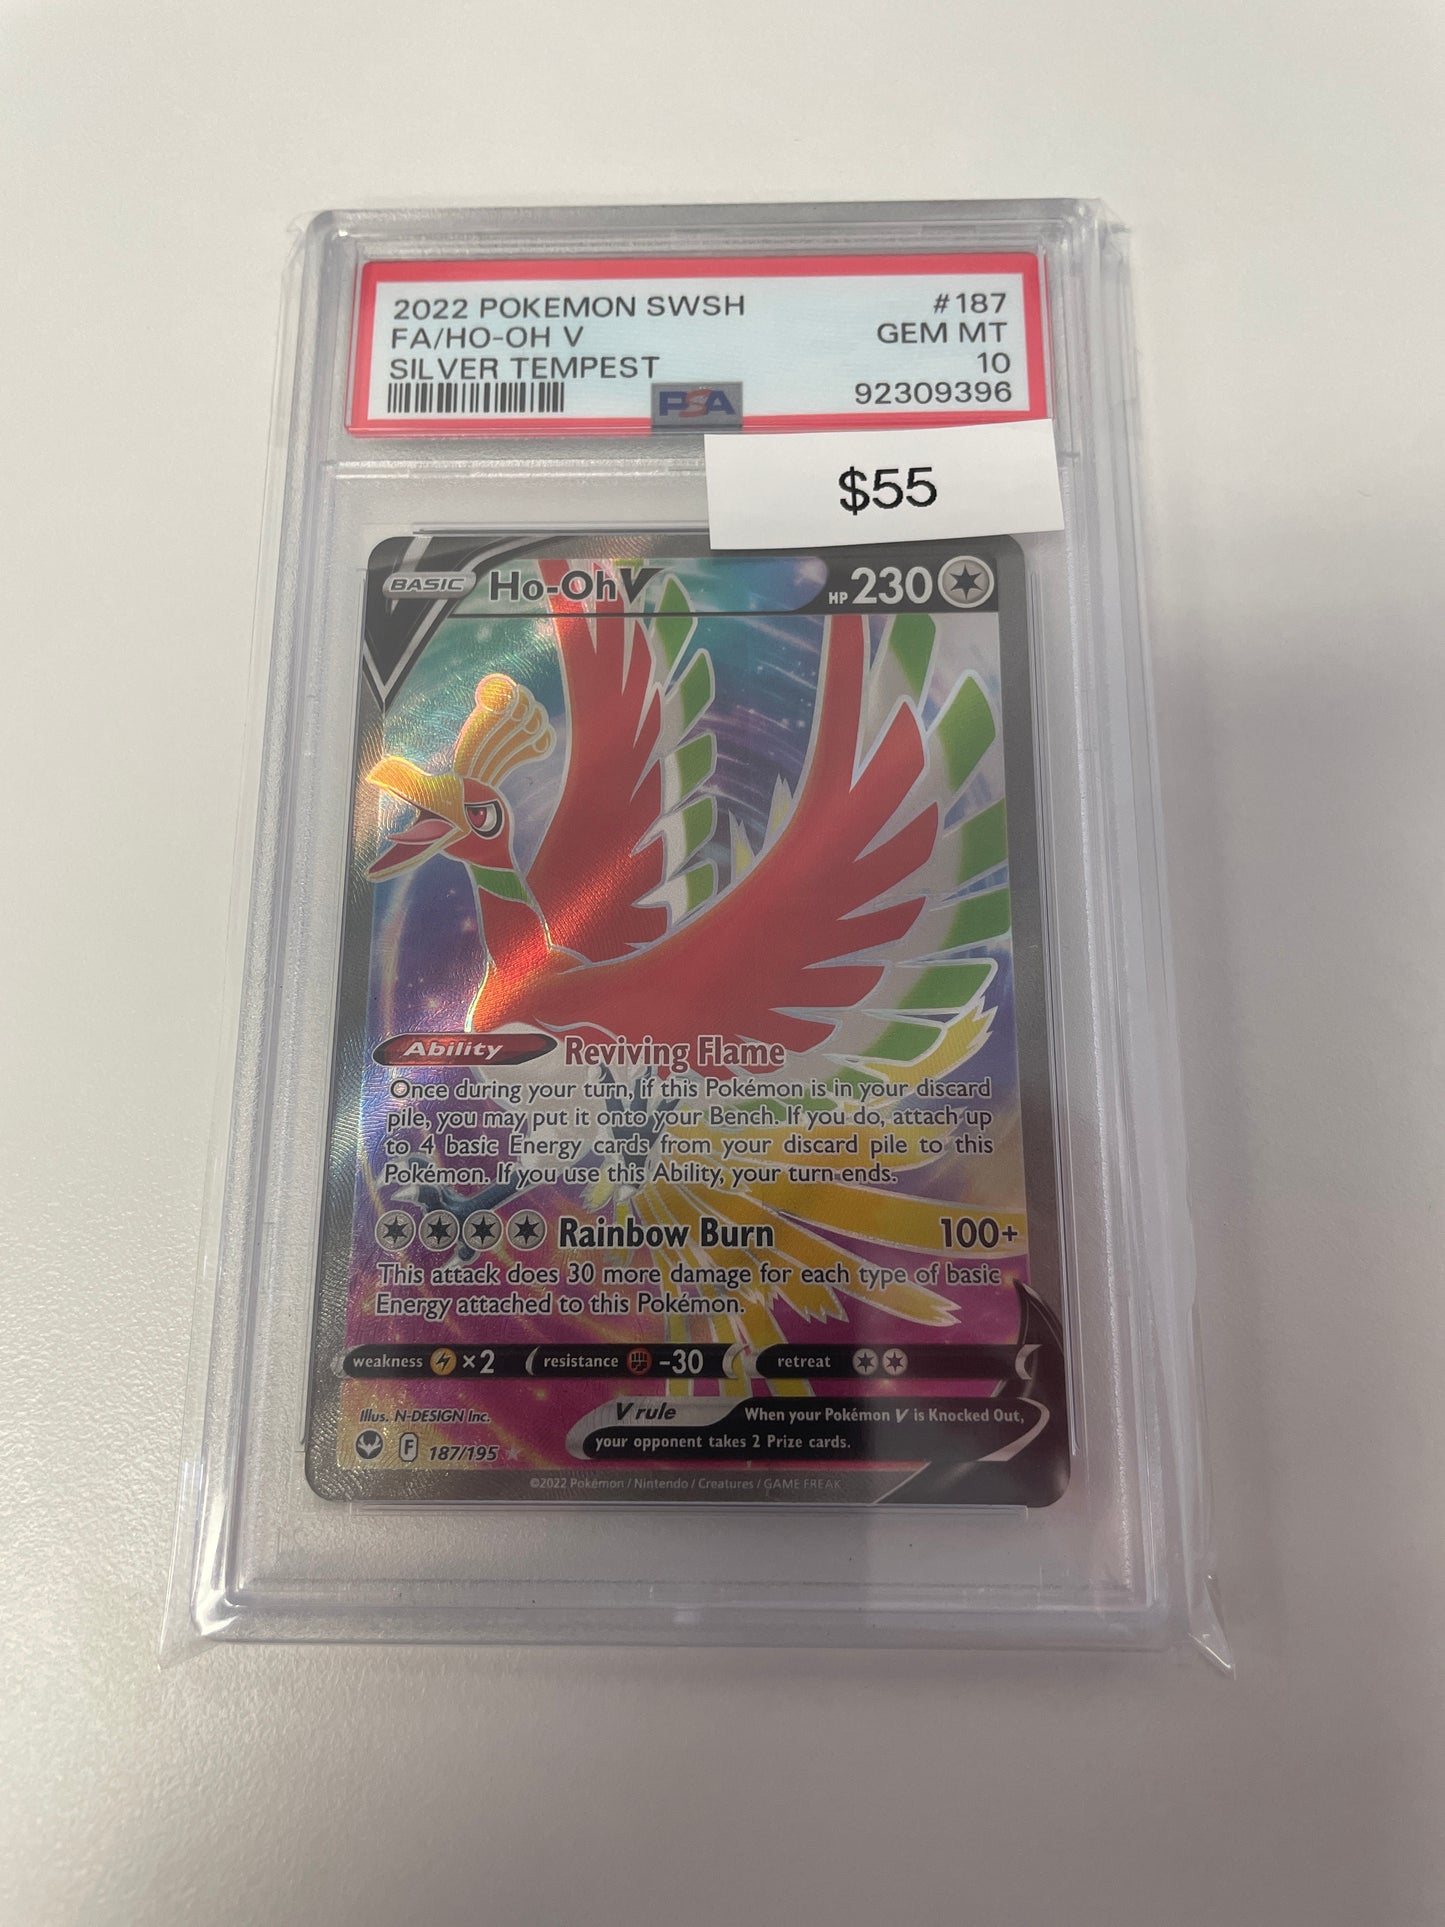 2022 POKEMON SWSH #187
FA/HO-OH V GEM MT
SILVER TEMPEST 10
PSA 92309396
$55
BASIC Ho-Oh V HP 230
Ability Reviving Flame
Once during your turn, if this Pokémon is in your discard
pile, you may put it onto your Bench. If you do, attach up
to 4 basic Energy cards from your discard pile to this
Pokémon. If you use this Ability, your turn ends.
Rainbow Burn 100+
This attack does 30 more damage for each type of basic
Energy attached to this Pokémon.
weakness ×2 resistance -30 retreat
Illus. N-DESIGN Inc.
V rule When your Pokémon V is Knocked Out,
your opponent takes 2 Prize cards.
F 187/195
©2022 Pokémon / Nintendo / Creatures / GAME FREAK